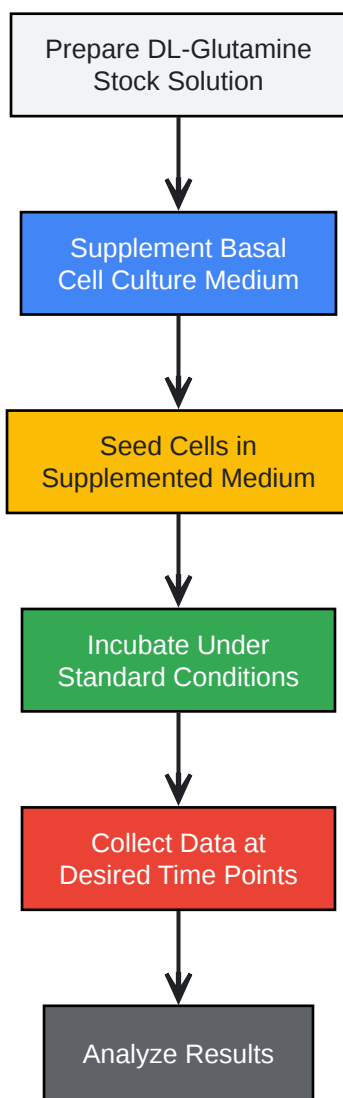 Prepare DL-Glutamine
Stock Solution
Supplement Basal
Cell Culture Medium
Seed Cells in
Supplemented Medium
Incubate Under
Standard Conditions
Collect Data at
Desired Time Points
Analyze Results